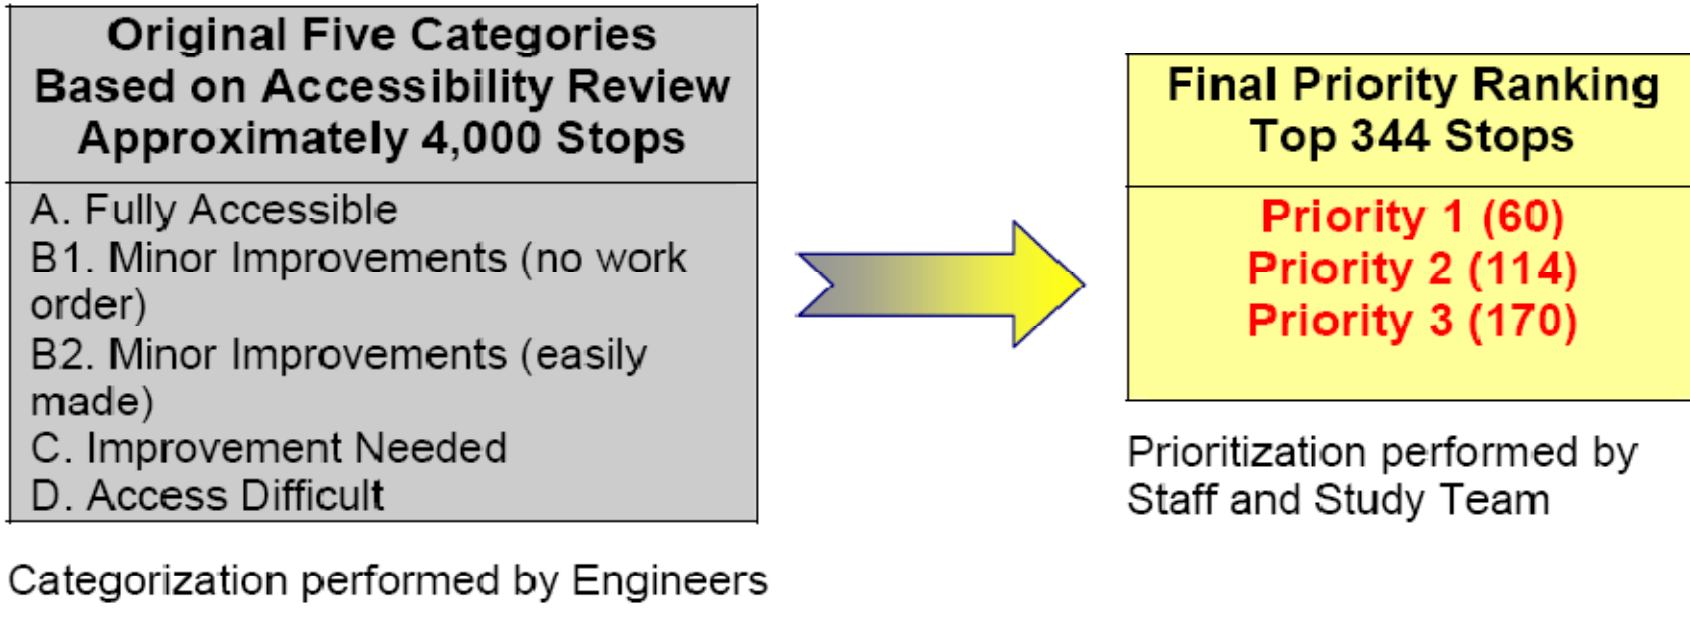 Original Five Categories
Based on Accessibility Review
Approximately 4,000 Stops
A. Fully Accessible
B1. Minor Improvements (no work
order)
B2. Minor Improvements (easily
made)
C. Improvement Needed
D. Access Difficult
Categorization performed by Engineers
Final Priority Ranking
Top 344 Stops
Priority 1 (60)
Priority 2 (114)
Priority 3 (170)
Prioritization performed by
Staff and Study Team